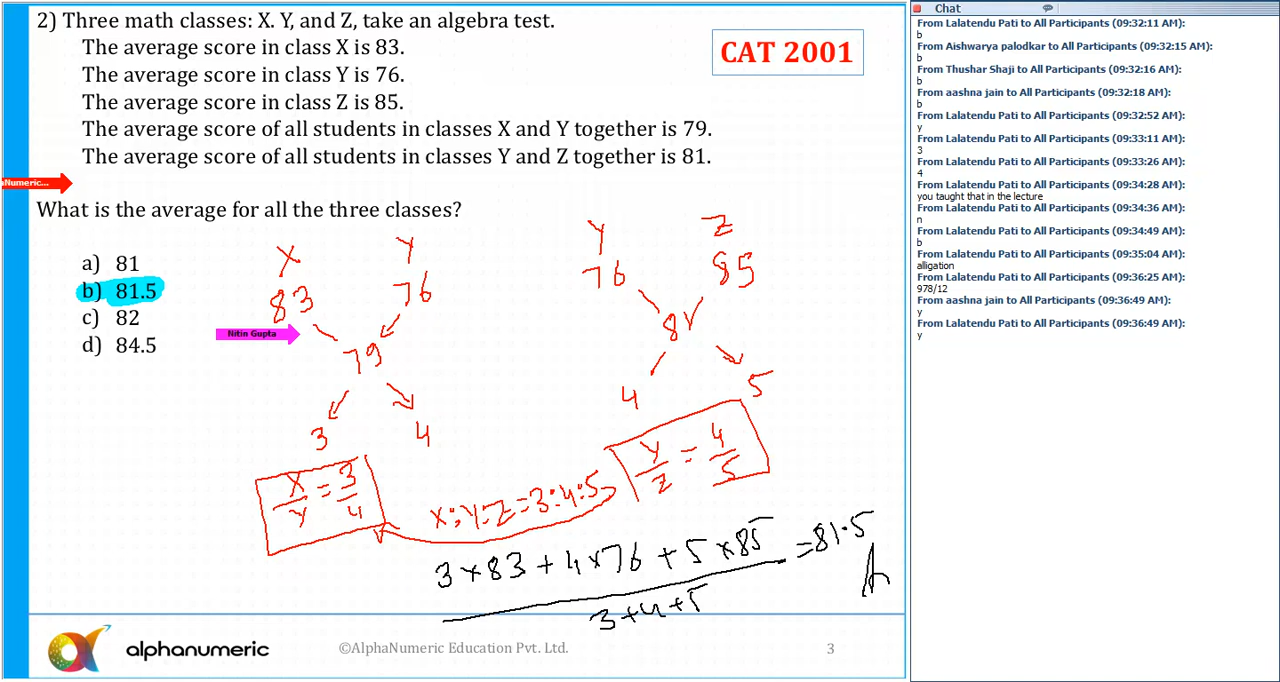 2) Three math classes: X. Y, and Z, take an algebra test.
The average score in class X is 83.
The average score in class Y is 76.
The average score in class Z is 85.
The average score of all students in classes X and Y together is 79.
The average score of all students in classes Y and Z together is 81.
CAT 2001
aNumeric...
What is the average for all the three classes?
a) 81
b) 81.5
c) 82
d) 84.5
Nitin Gupta
X Y
83 76
79
3 4
X/Y = 3/4
Y Z
76 85
81
4 5
Y/Z = 4/5
X:Y:Z=3:4:5
3×83+4×76+5×85 =81.5
3+4+5
alphanumeric
©AlphaNumeric Education Pvt. Ltd.
3
Chat
From Lalatendu Pati to All Participants (09:32:11 AM):
b
From Aishwarya palodkar to All Participants (09:32:15 AM):
b
From Thushar Shaji to All Participants (09:32:16 AM):
b
From aashna jain to All Participants (09:32:18 AM):
b
From Lalatendu Pati to All Participants (09:32:52 AM):
y
From Lalatendu Pati to All Participants (09:33:11 AM):
3
From Lalatendu Pati to All Participants (09:33:26 AM):
4
From Lalatendu Pati to All Participants (09:34:28 AM):
you taught that in the lecture
From Lalatendu Pati to All Participants (09:34:36 AM):
n
From Lalatendu Pati to All Participants (09:34:49 AM):
b
From Lalatendu Pati to All Participants (09:35:04 AM):
alligation
From Lalatendu Pati to All Participants (09:36:25 AM):
978/12
From aashna jain to All Participants (09:36:49 AM):
y
From Lalatendu Pati to All Participants (09:36:49 AM):
y